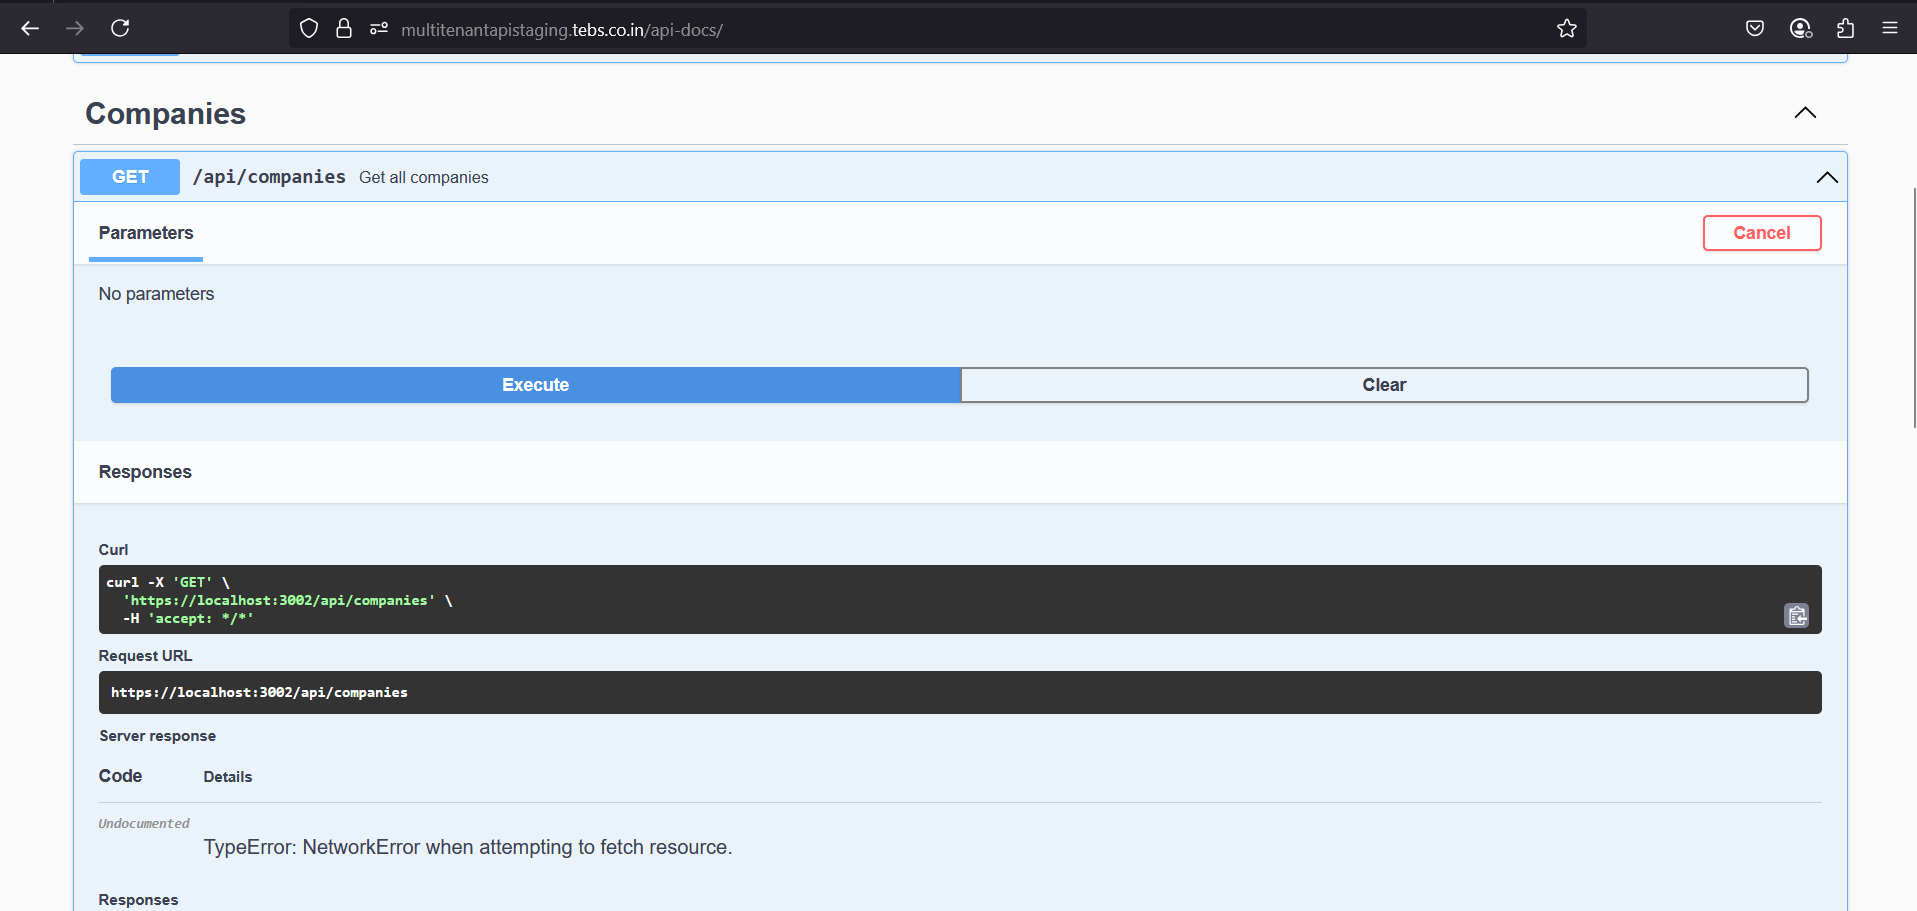 multitenantapistaging.tebs.co.in/api-docs/
Companies
GET /api/companies Get all companies
Parameters
Cancel
No parameters
Execute
Clear
Responses
Curl
curl -X 'GET' \
'https://localhost:3002/api/companies' \
-H 'accept: */*'
Request URL
https://localhost:3002/api/companies
Server response
Code Details
Undocumented
TypeError: NetworkError when attempting to fetch resource.
Responses